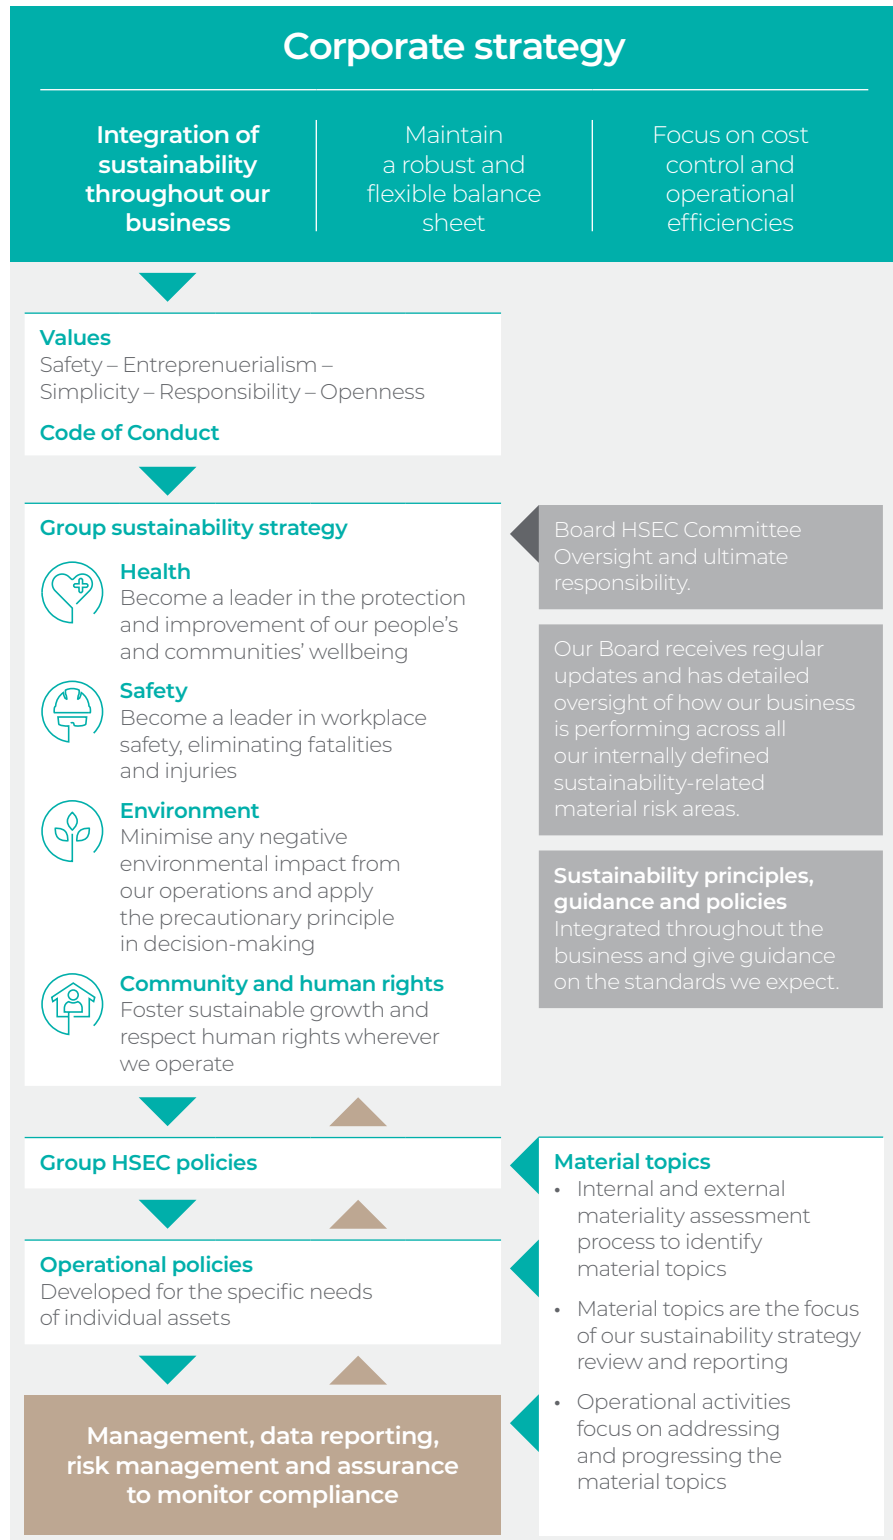 Corporate strategy
Integration of
sustainability
throughout our
business
Maintain
a robust and
flexible balance
sheet
Focus on cost
control and
operational
efficiencies
Values
Safety – Entreprenuerialism –
Simplicity – Responsibility – Openness
Code of Conduct
Group sustainability strategy
Health
Become a leader in the protection
and improvement of our people’s
and communities’ wellbeing
Safety
Become a leader in workplace
safety, eliminating fatalities
and injuries
Environment
Minimise any negative
environmental impact from
our operations and apply
the precautionary principle
in decision-making
Community and human rights
Foster sustainable growth and
respect human rights wherever
we operate
Board HSEC Committee
Oversight and ultimate
responsibility.
Our Board receives regular
updates and has detailed
oversight of how our business
is performing across all
our internally defined
sustainability-related
material risk areas.
Sustainability principles,
guidance and policies
Integrated throughout the
business and give guidance
on the standards we expect.
Group HSEC policies
Operational policies
Developed for the specific needs
of individual assets
Management, data reporting,
risk management and assurance
to monitor compliance
Material topics
• Internal and external
materiality assessment
process to identify
material topics
• Material topics are the focus
of our sustainability strategy
review and reporting
• Operational activities
focus on addressing
and progressing the
material topics